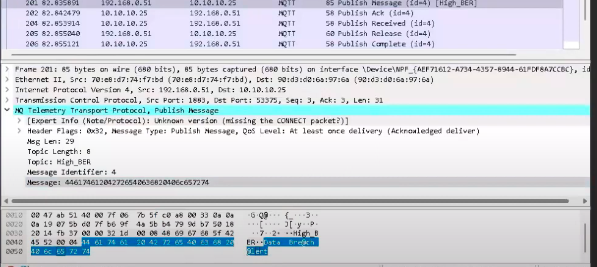 201 82.835091 192.168.0.51 10.10.10.25 MQTT 85 Publish Message (id=4) [High_BER]
202 82.842479 10.10.10.25 192.168.0.51 MQTT 58 Publish Ack (id=4)
204 82.853914 10.10.10.25 192.168.0.51 MQTT 58 Publish Received (id=4)
205 82.855040 192.168.0.51 10.10.10.25 MQTT 60 Publish Release (id=4)
206 82.855121 10.10.10.25 192.168.0.51 MQTT 58 Publish Complete (id=4)
Frame 201: 85 bytes on wire (680 bits), 85 bytes captured (680 bits) on interface \Device\NPF_{AEF71612-A734-4357-8944-61FDF8A7CCBC}, id
Ethernet II, Src: 70:e8:d7:74:f7:bd (70:e8:d7:74:f7:bd), Dst: 90:d3:d0:6a:97:6a (90:d3:d0:6a:97:6a)
Internet Protocol Version 4, Src: 192.168.0.51, Dst: 10.10.10.25
Transmission Control Protocol, Src Port: 1883, Dst Port: 53375, Seq: 3, Ack: 3, Len: 31
MQ Telemetry Transport Protocol, Publish Message
[Expert Info (Note/Protocol): Unknown version (missing the CONNECT packet?)]
Header Flags: 0x32, Message Type: Publish Message, QoS Level: At least once delivery (Acknowledged deliver)
Msg Len: 29
Topic Length: 8
Topic: High_BER
Message Identifier: 4
Message: 446174612042726540636820406c657274
0010 00 47 ab 51 40 00 7f 06 7b 5f c0 a8 00 33 0a 0a
0020 0a 19 07 5b d0 7f b6 9f 4a 5b b4 79 9d b7 50 18
0030 20 14 fb 37 00 00 32 1d 00 08 48 69 67 68 5f 42
0040 45 52 00 04 44 61 74 61 20 42 72 65 40 63 68 20 ER··Data Bre@ch
0050 40 6c 65 72 74 @lert